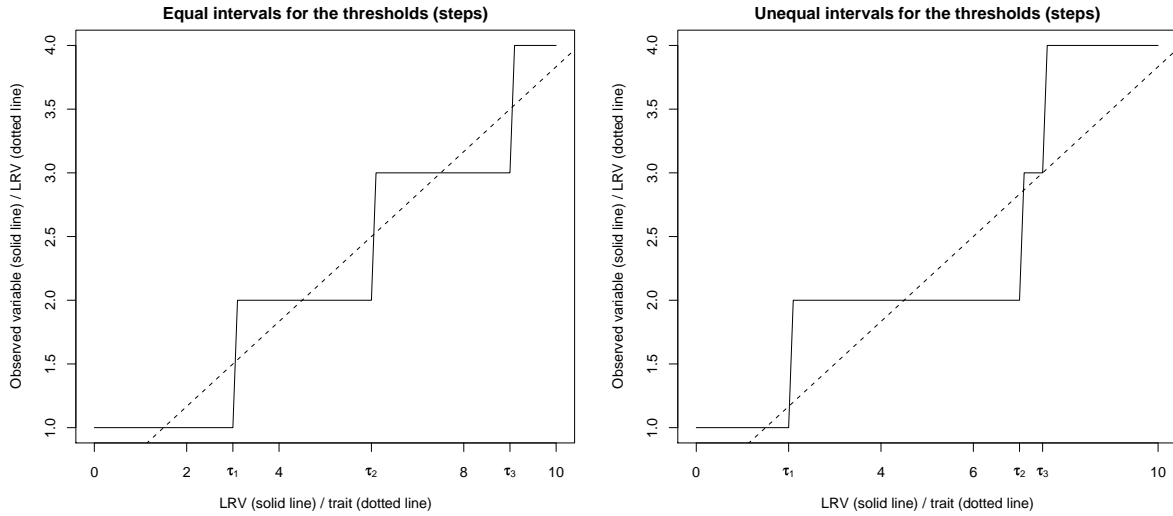 Equal intervals for the thresholds (steps)
Observed variable (solid line) / LRV (dotted line)
4.0
3.5
3.0
2.5
2.0
1.5
1.0
0 2 τ1 4 τ2 8 τ3 10
LRV (solid line) / trait (dotted line)
Unequal intervals for the thresholds (steps)
Observed variable (solid line) / LRV (dotted line)
4.0
3.5
3.0
2.5
2.0
1.5
1.0
0 τ1 4 6 τ2 τ3 10
LRV (solid line) / trait (dotted line)